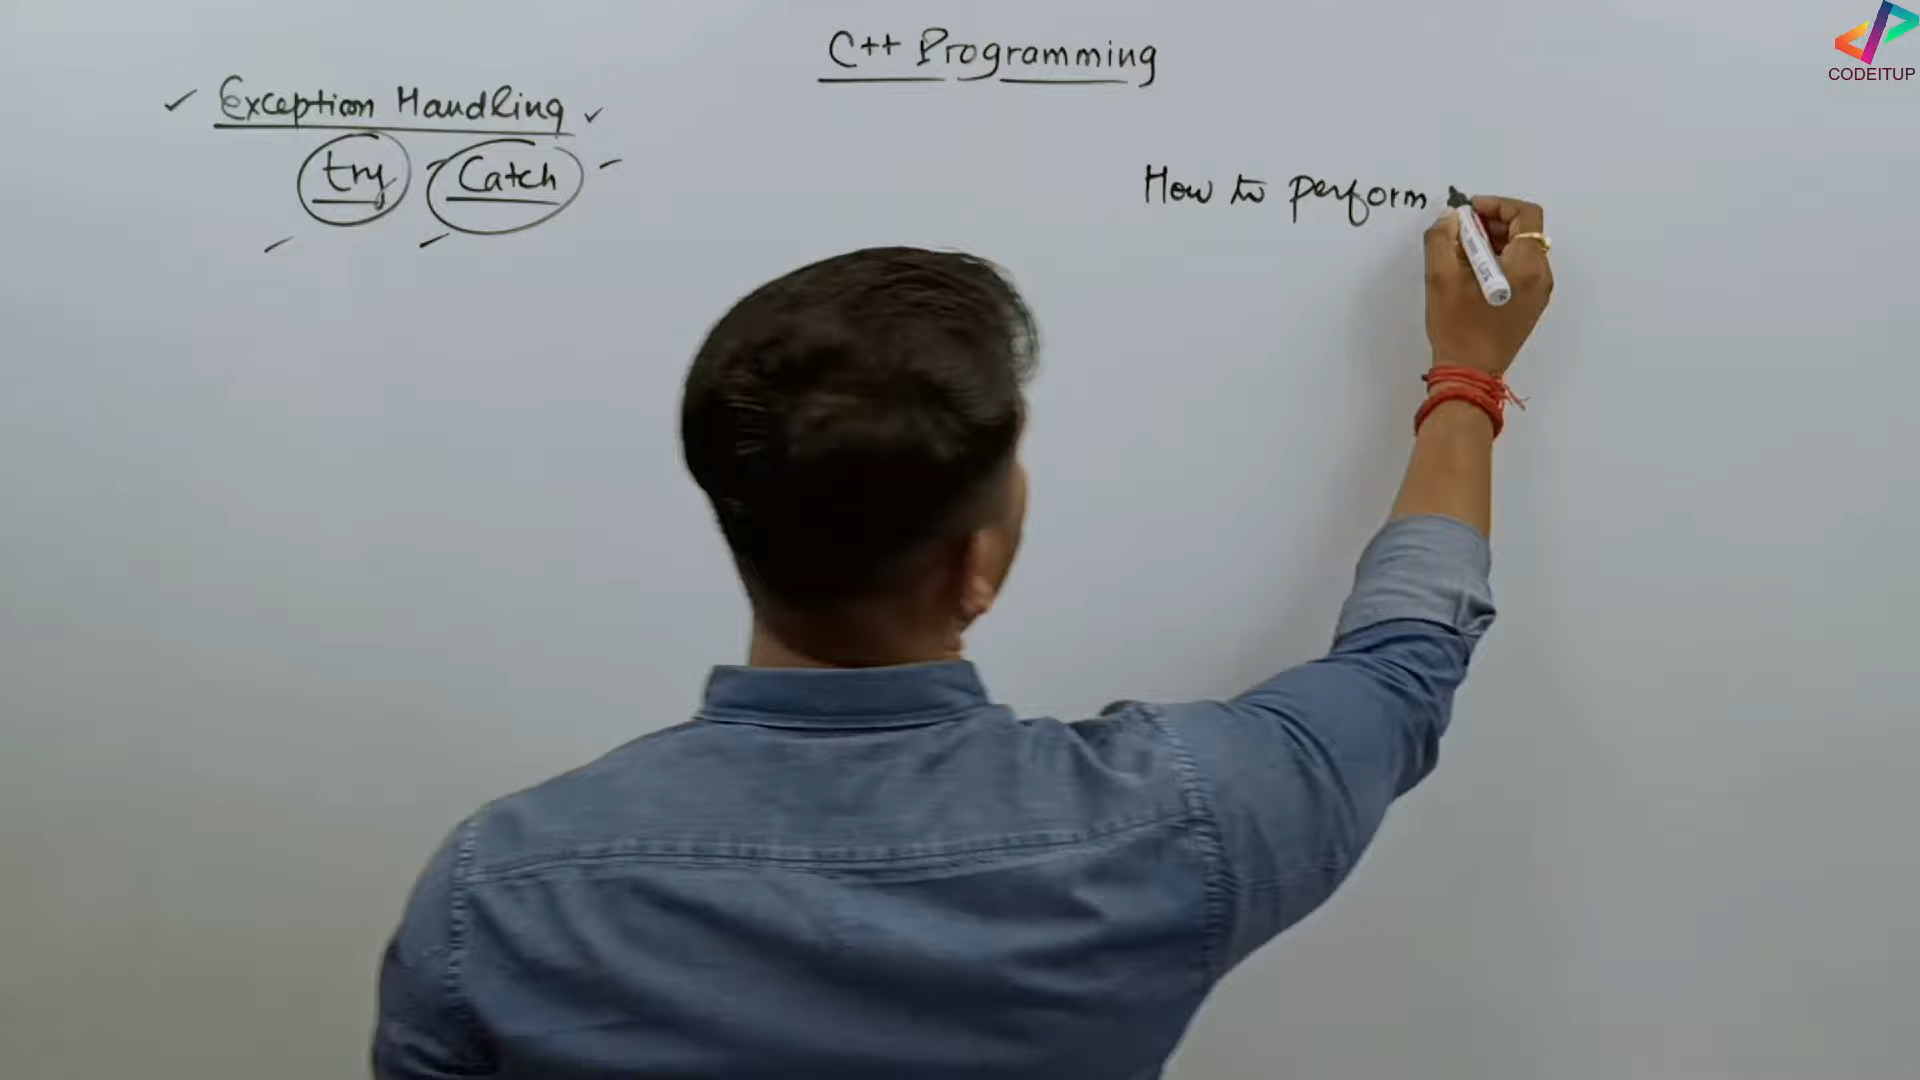 C++ Programming
Exception Handling
try Catch
How to perform
CODEITUP